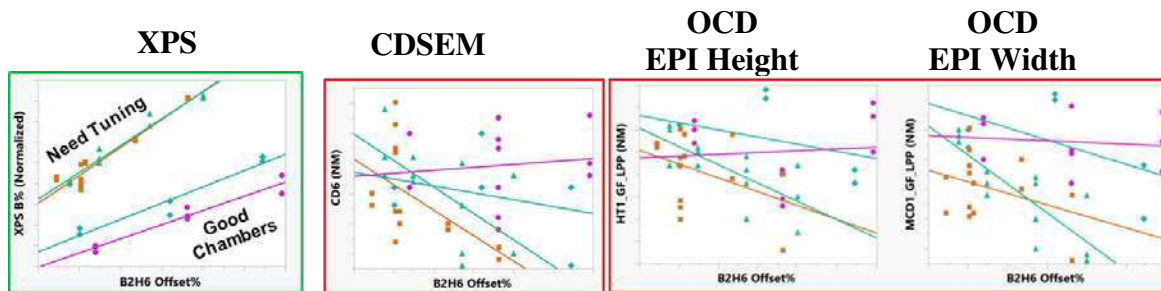 XPS
CDSEM
OCD
EPI Height
OCD
EPI Width
XPS B% (Normalized)
Need Tuning
Good
Chambers
B2H6 Offset%
CD6 (NM)
B2H6 Offset%
HT1_GF_LPP (NM)
B2H6 Offset%
MCD1_GF_LPP (NM)
B2H6 Offset%